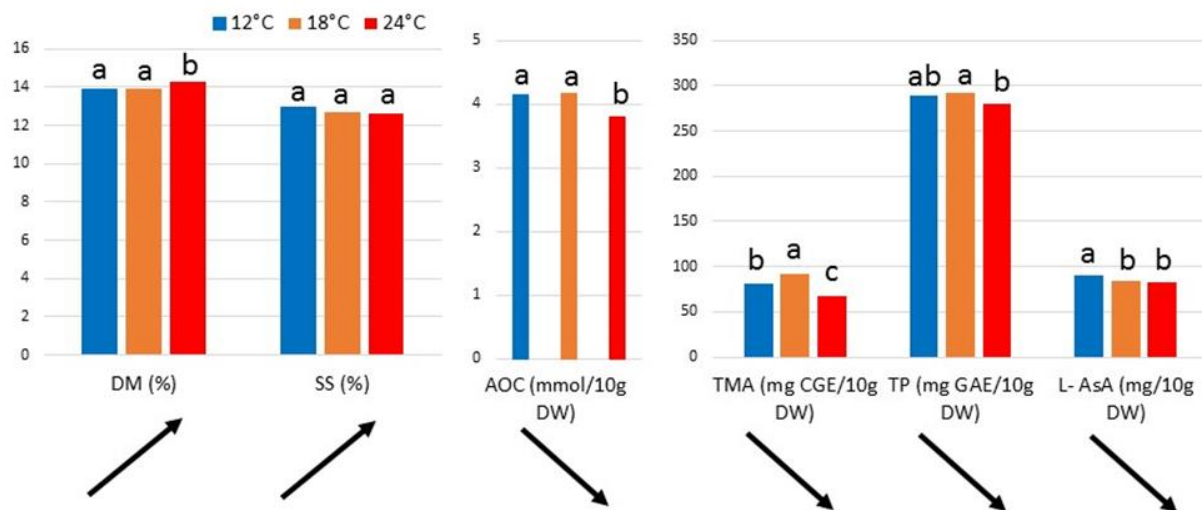 12°C 18°C 24°C
16
14
12
10
8
6
4
2
0
a a b
a a a
DM (%)
SS (%)
5
4
3
2
1
0
a a b
AOC (mmol/10g
DW)
350
300
250
200
150
100
50
0
b a c
ab a b
a b b
TMA (mg CGE/10g
DW)
TP (mg GAE/10g
DW)
L- AsA (mg/10g
DW)